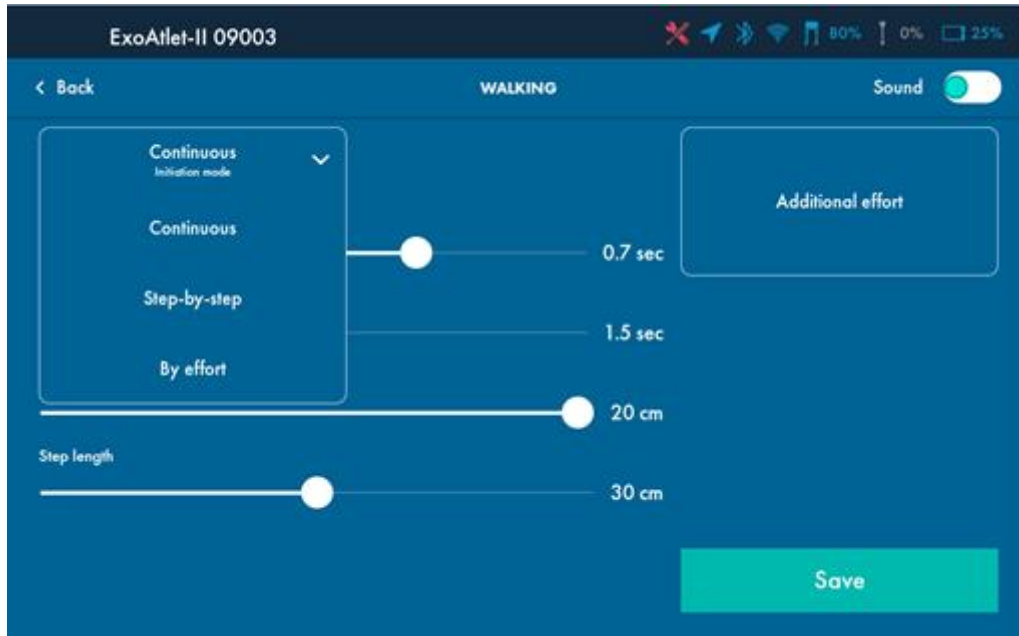 ExoAtlet-II 09003
80% 0% 25%
< Back
WALKING
Sound
Continuous
Initiation mode
Continuous
Step-by-step
By effort
0.7 sec
1.5 sec
20 cm
Step length
30 cm
Additional effort
Save